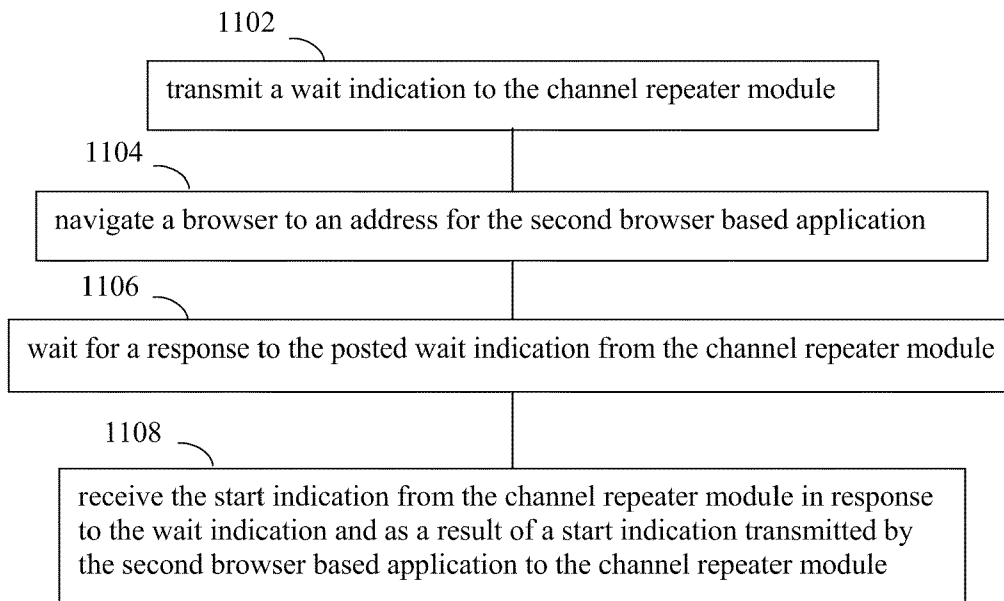 1102
transmit a wait indication to the channel repeater module
1104
navigate a browser to an address for the second browser based application
1106
wait for a response to the posted wait indication from the channel repeater module
1108
receive the start indication from the channel repeater module in response
to the wait indication and as a result of a start indication transmitted by
the second browser based application to the channel repeater module